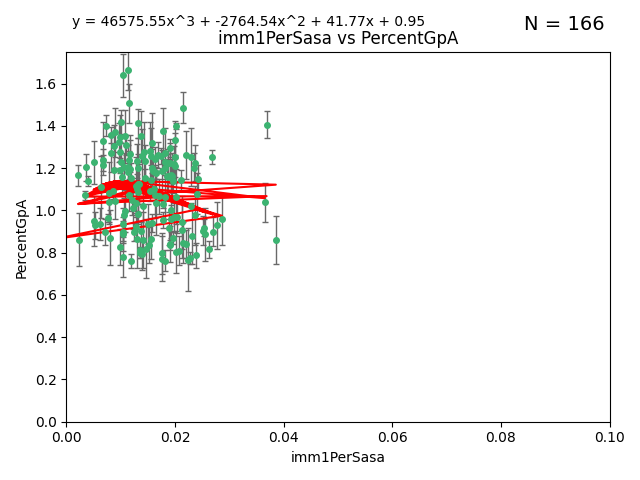 y = 46575.55x^3 + -2764.54x^2 + 41.77x + 0.95
N = 166
imm1PerSasa vs PercentGpA
PercentGpA
1.6
1.4
1.2
1.0
0.8
0.6
0.4
0.2
0.0
0.00 0.02 0.04 0.06 0.08 0.10
imm1PerSasa